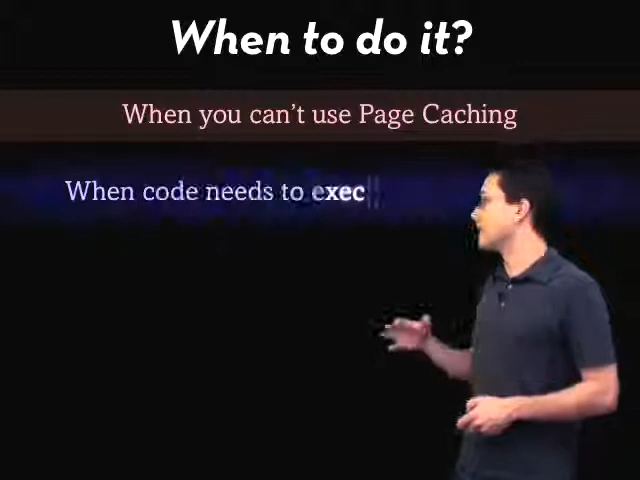 When to do it?
When you can't use Page Caching
When code needs to exec